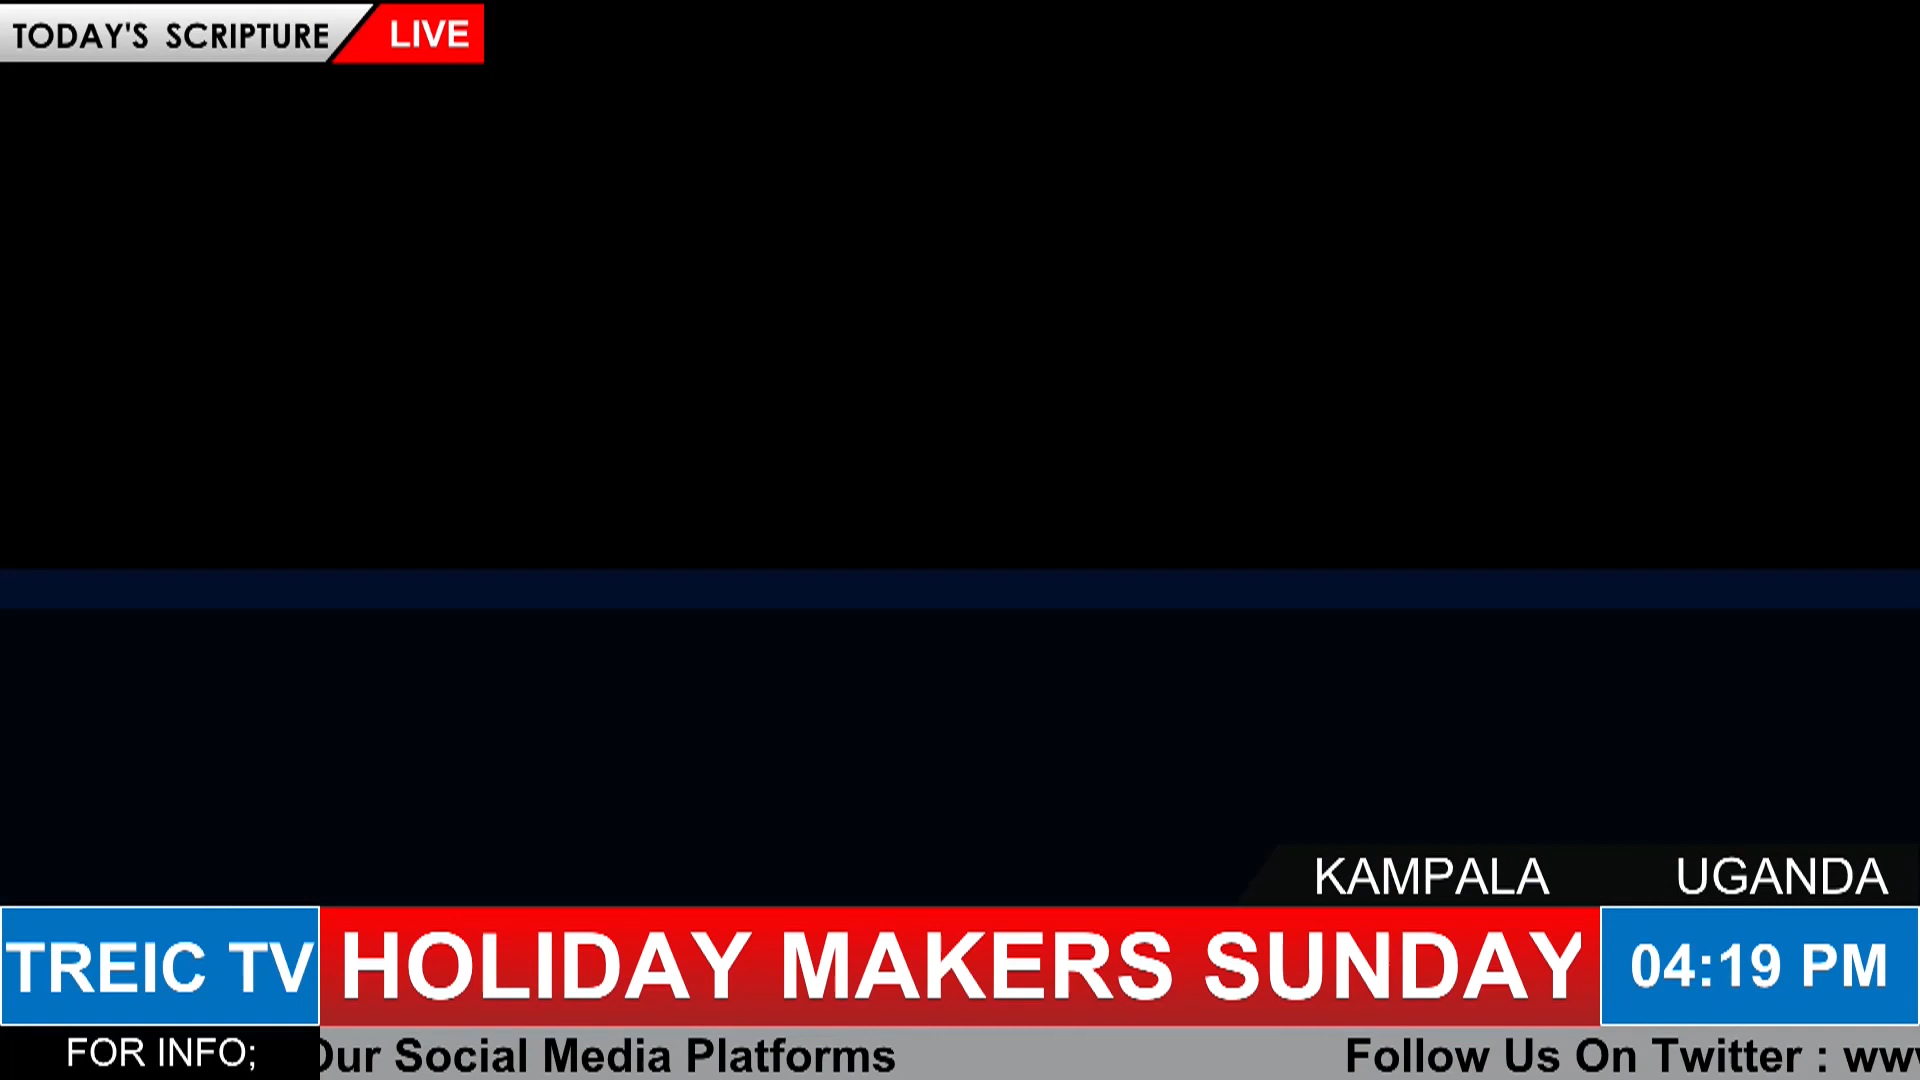 TODAY'S SCRIPTURE LIVE
KAMPALA UGANDA
TREIC TV HOLIDAY MAKERS SUNDAY 04:19 PM
FOR INFO; Our Social Media Platforms Follow Us On Twitter :